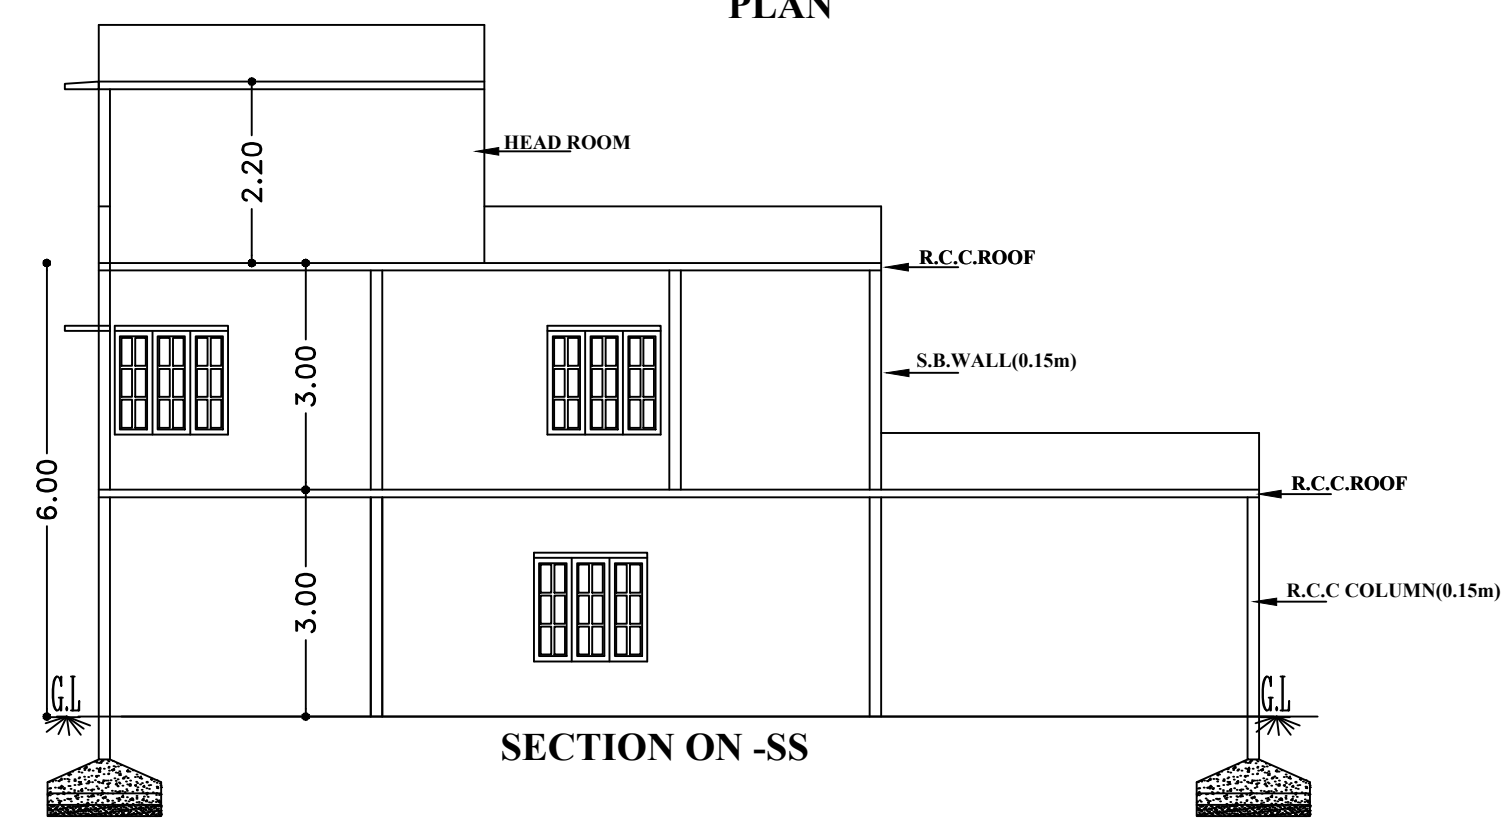 PLAN
2.20
HEAD ROOM
R.C.C.ROOF
3.00
S.B.WALL(0.15m)
6.00
R.C.C.ROOF
3.00
R.C.C COLUMN(0.15m)
G.L
G.L
SECTION ON -SS